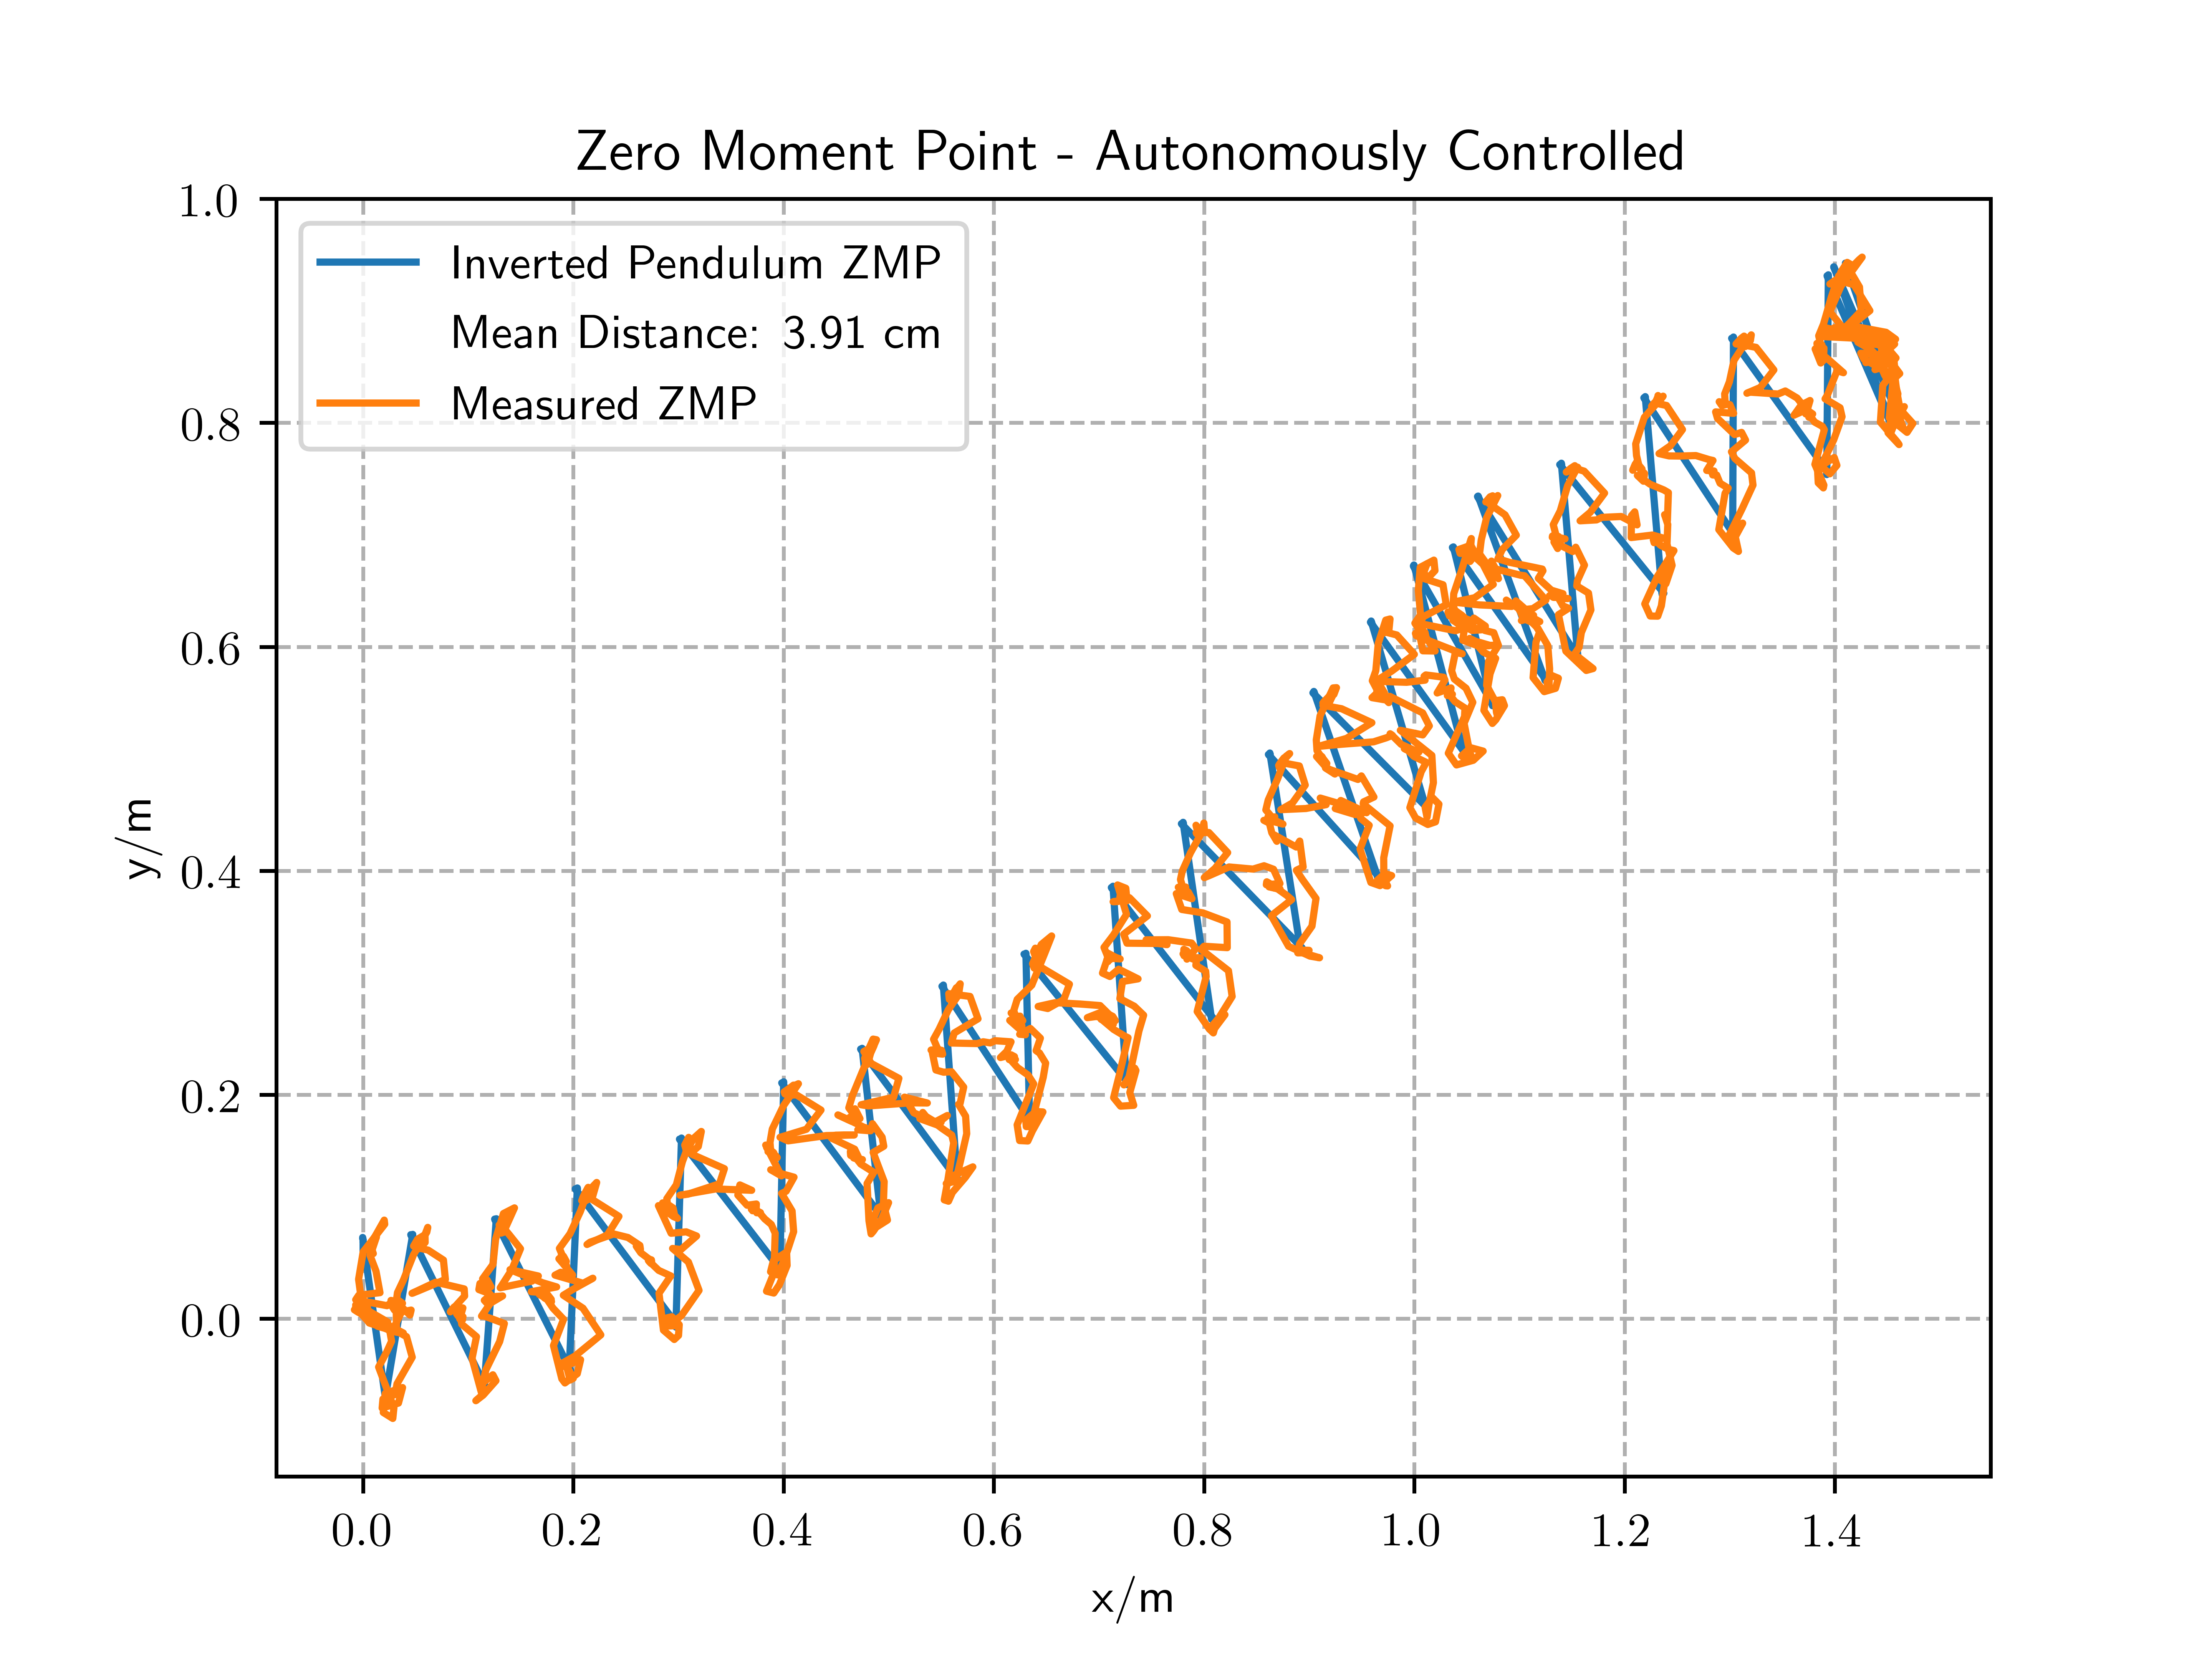 Zero Moment Point - Autonomously Controlled
Inverted Pendulum ZMP
Mean Distance: 3.91 cm
Measured ZMP
y/m
1.0
0.8
0.6
0.4
0.2
0.0
0.0 0.2 0.4 0.6 0.8 1.0 1.2 1.4
x/m